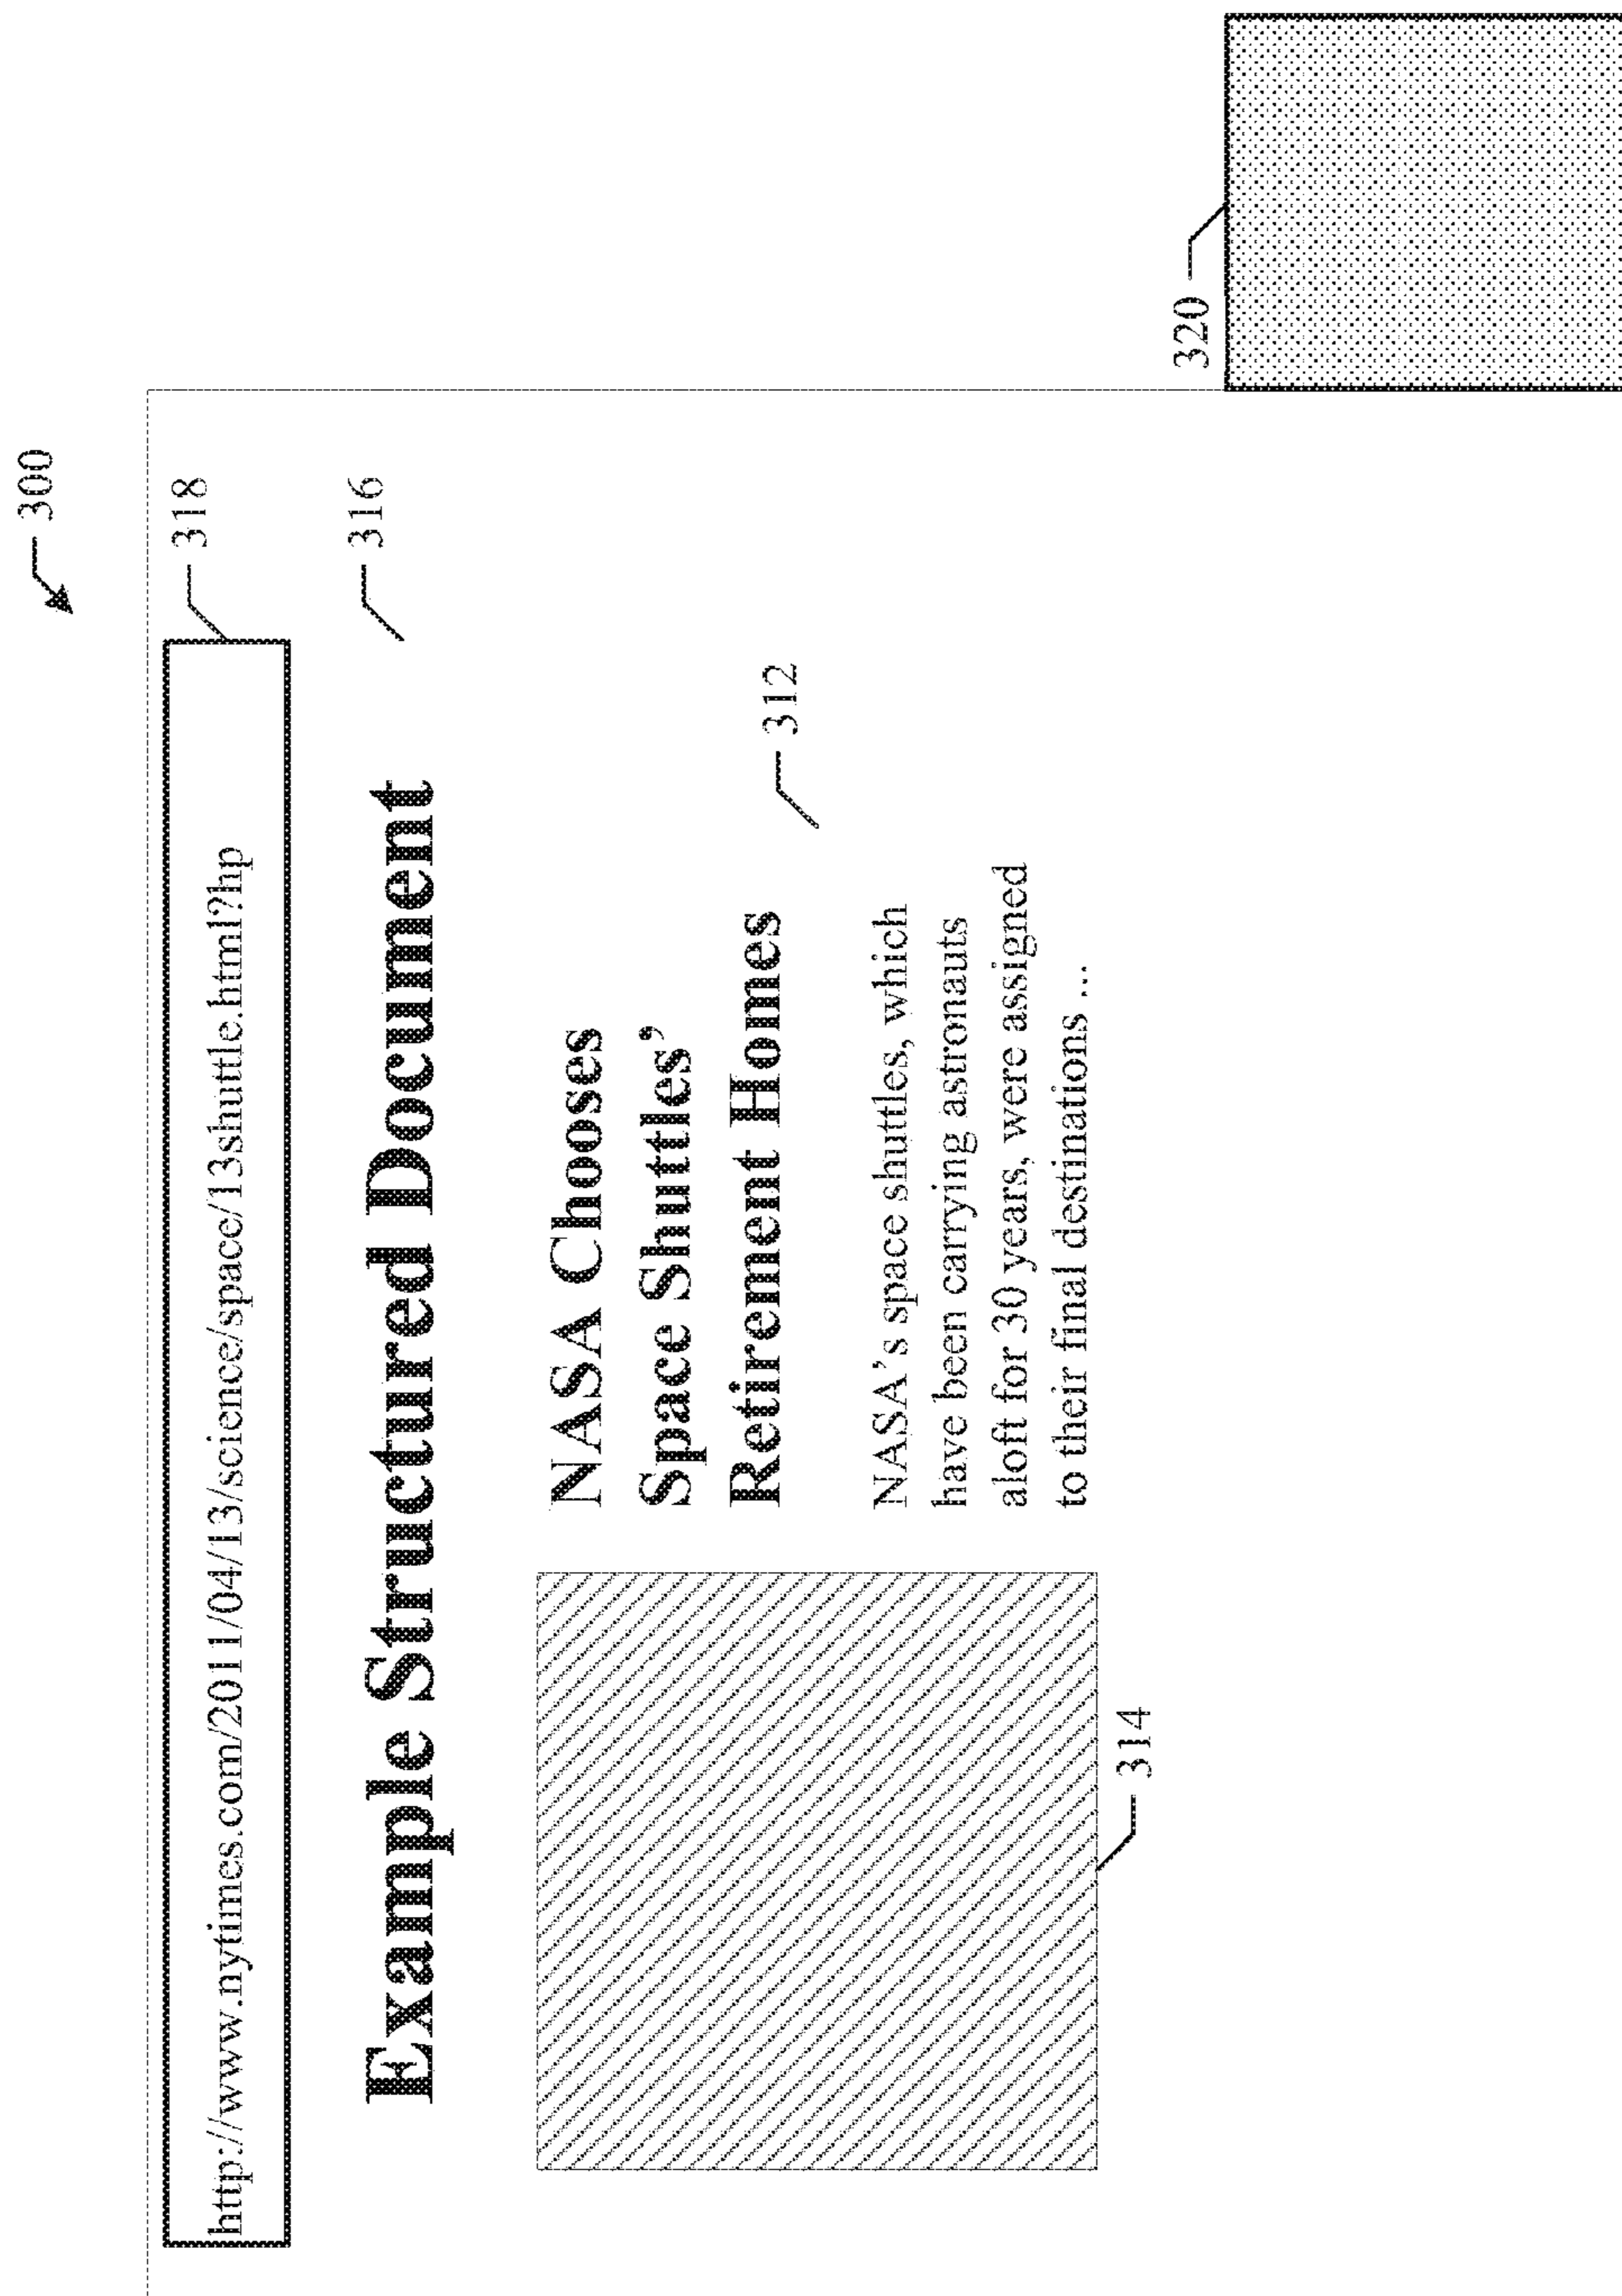 300
http://www.nytimes.com/2011/04/13/science/space/13shuttle.html?hp
318
316
Example Structured Document
NASA Chooses
Space Shuttles’
Retirement Homes
312
NASA’s space shuttles, which
have been carrying astronauts
aloft for 30 years, were assigned
to their final destinations ...
314
320